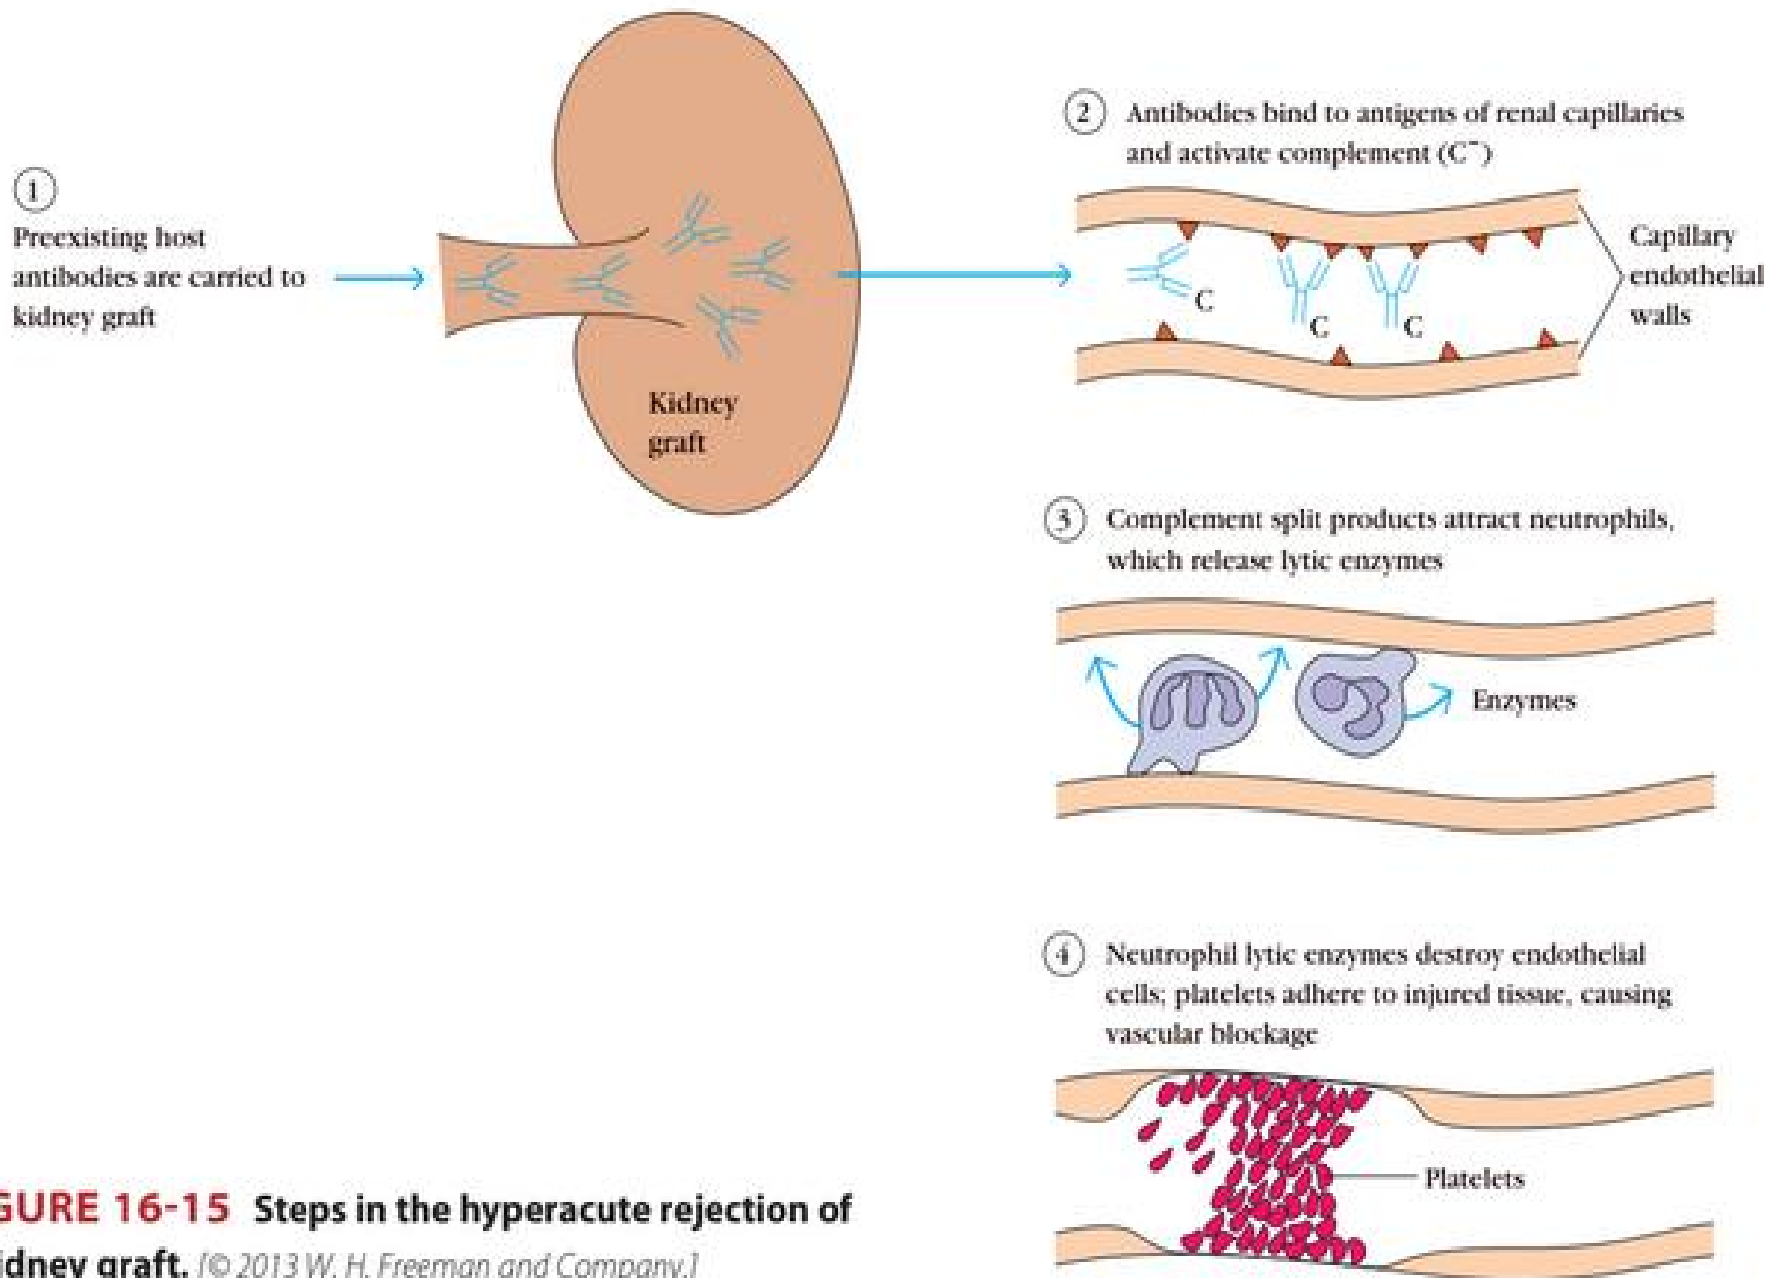 ①
Preexisting host
antibodies are carried to
kidney graft
Kidney
graft
② Antibodies bind to antigens of renal capillaries
and activate complement (C⁻)
C
C
C
Capillary
endothelial
walls
③ Complement split products attract neutrophils,
which release lytic enzymes
Enzymes
④ Neutrophil lytic enzymes destroy endothelial
cells; platelets adhere to injured tissue, causing
vascular blockage
Platelets
GURE 16-15 Steps in the hyperacute rejection of
idney graft. [© 2013 W. H. Freeman and Company.]